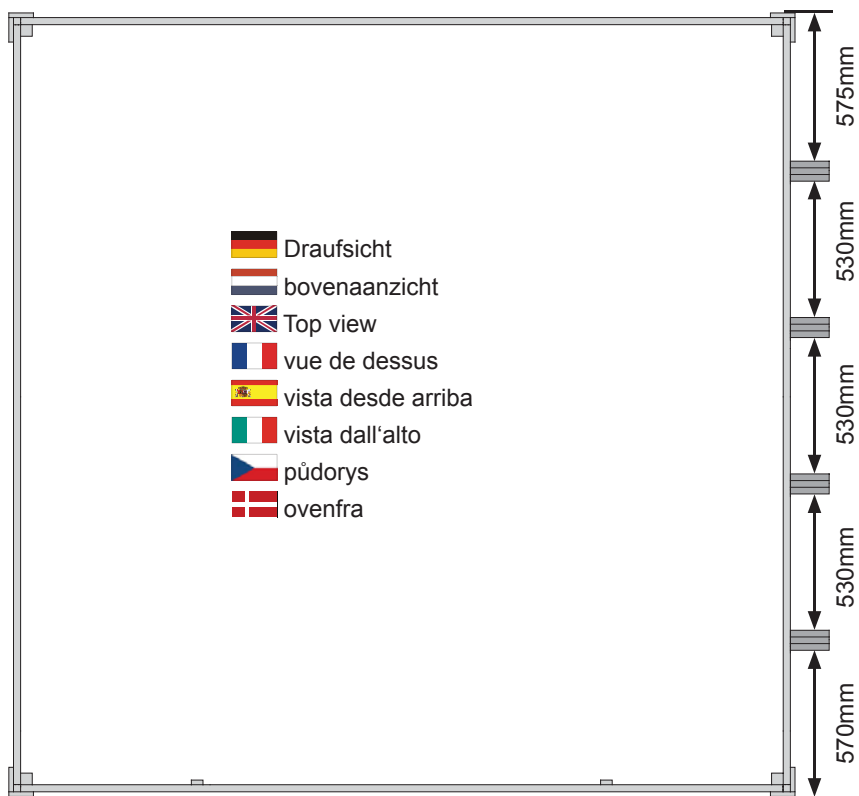 575mm
530mm
Draufsicht
bovenaanzicht
Top view
vue de dessus
vista desde arriba
vista dall‘alto
půdorys
ovenfra
530mm
530mm
570mm